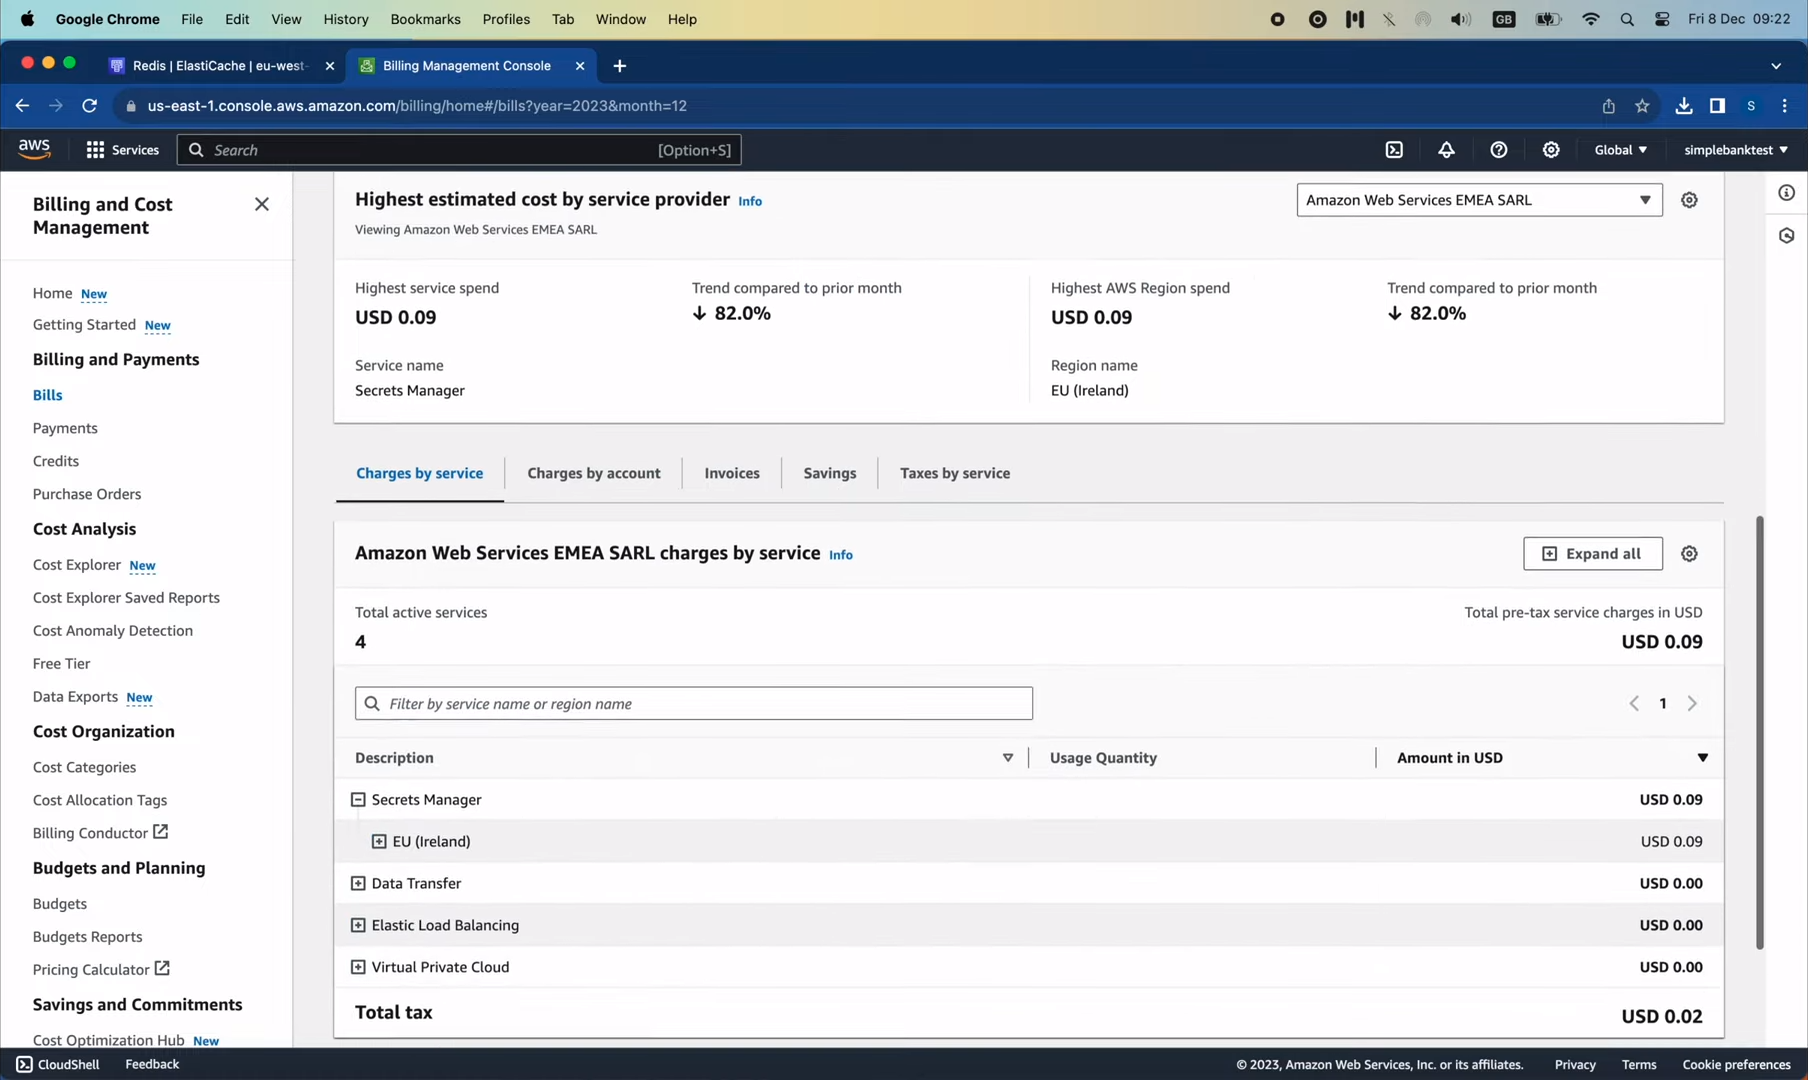 Google Chrome File Edit View History Bookmarks Profiles Tab Window Help GB Fri 8 Dec 09:22
Redis | ElastiCache | eu-west- Billing Management Console
us-east-1.console.aws.amazon.com/billing/home#/bills?year=2023&month=12 S
aws Services Search [Option+S] Global simplebanktest
Billing and Cost
Management
Home New
Getting Started New
Billing and Payments
Bills
Payments
Credits
Purchase Orders
Cost Analysis
Cost Explorer New
Cost Explorer Saved Reports
Cost Anomaly Detection
Free Tier
Data Exports New
Cost Organization
Cost Categories
Cost Allocation Tags
Billing Conductor
Budgets and Planning
Budgets
Budgets Reports
Pricing Calculator
Savings and Commitments
Cost Optimization Hub New
Highest estimated cost by service provider Info
Viewing Amazon Web Services EMEA SARL
Amazon Web Services EMEA SARL
Highest service spend
USD 0.09
Trend compared to prior month
82.0%
Service name
Secrets Manager
Highest AWS Region spend
USD 0.09
Trend compared to prior month
82.0%
Region name
EU (Ireland)
Charges by service Charges by account Invoices Savings Taxes by service
Amazon Web Services EMEA SARL charges by service Info
Expand all
Total active services
4
Total pre-tax service charges in USD
USD 0.09
Filter by service name or region name
1
Description Usage Quantity Amount in USD
Secrets Manager USD 0.09
EU (Ireland) USD 0.09
Data Transfer USD 0.00
Elastic Load Balancing USD 0.00
Virtual Private Cloud USD 0.00
Total tax USD 0.02
CloudShell Feedback © 2023, Amazon Web Services, Inc. or its affiliates. Privacy Terms Cookie preferences